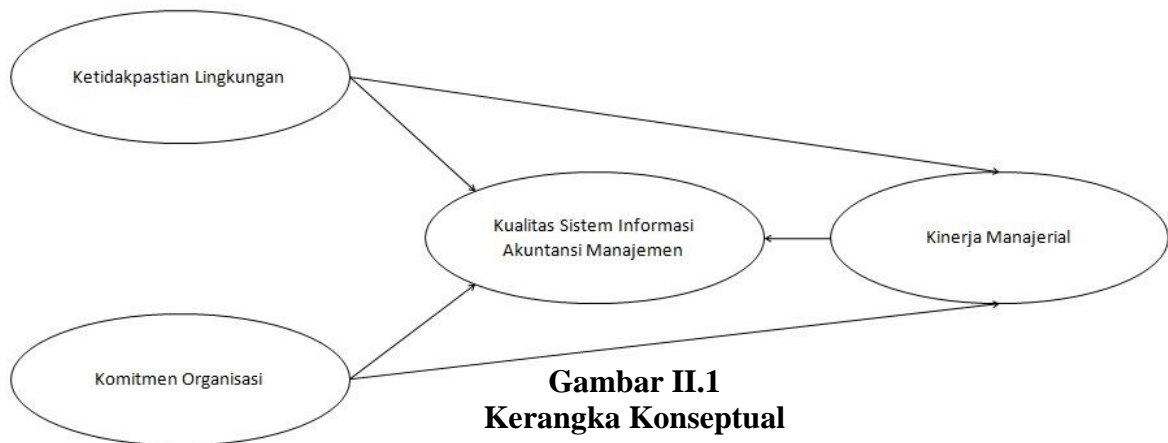 Ketidakpastian Lingkungan
Kualitas Sistem Informasi
Akuntansi Manajemen
Kinerja Manajerial
Komitmen Organisasi
Gambar II.1
Kerangka Konseptual